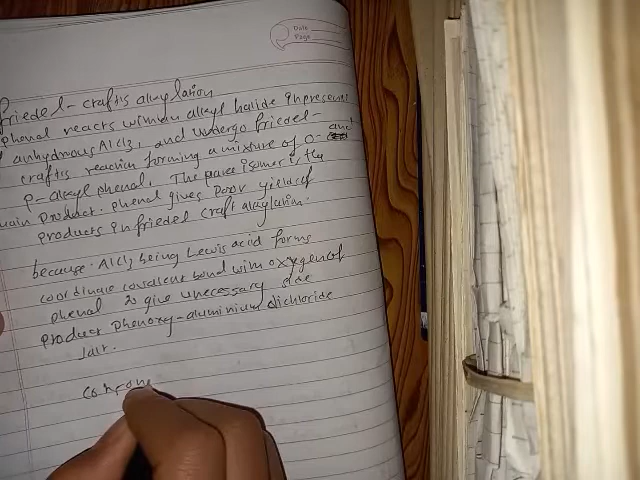 Date
Page
friedel-crafts alkylation
phenol reacts with an alkyl halide in presence
anhydrous AlCl3, and undergo friedel-
crafts reaction forming a mixture of o- and
p-alkyl phenol. The para isomer is the
main product. phenol gives poor yield of
products in friedel craft alkylation.
because. AlCl3 being Lewis acid forms
coordinate covalent bond with oxygen of
phenol to give unecessary side
product phenoxy-aluminium dichloride
salt.